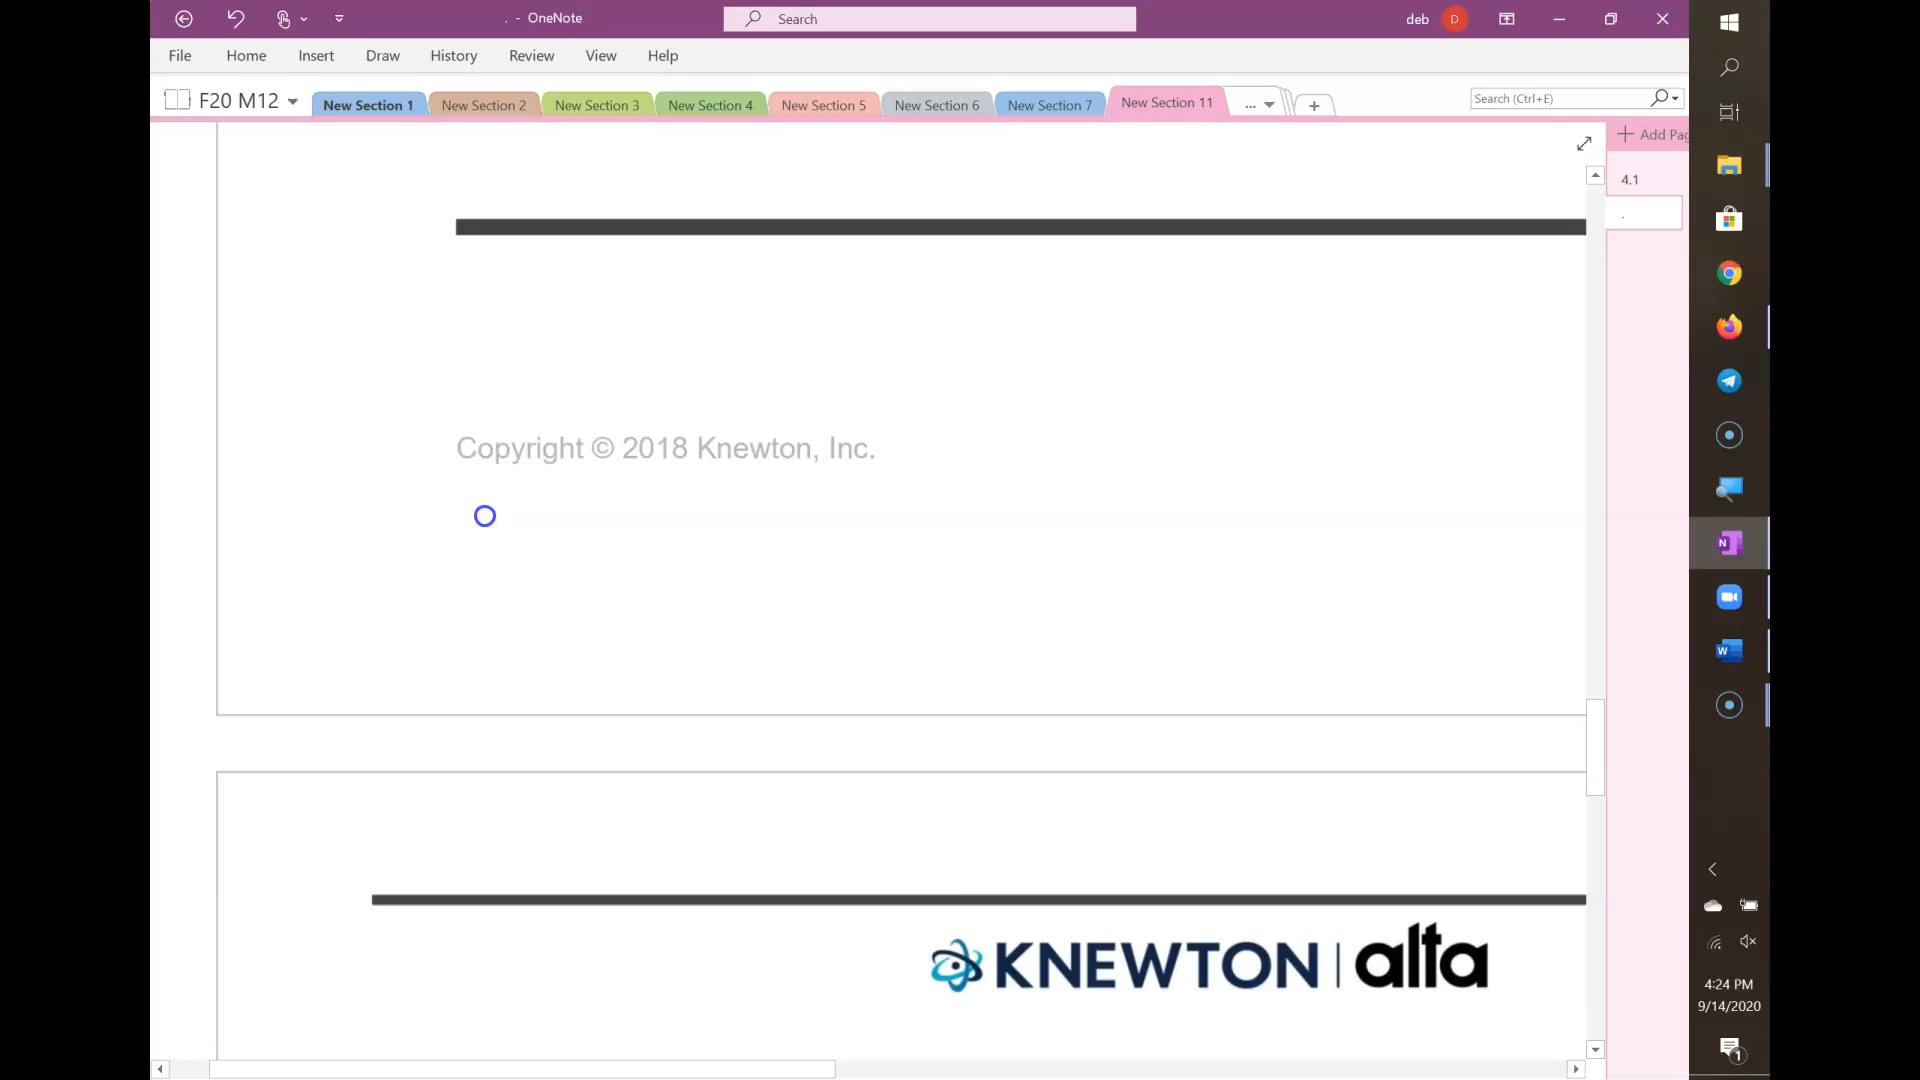 . - OneNote
Search
deb
D
File Home Insert Draw History Review View Help
F20 M12
New Section 1
New Section 2
New Section 3
New Section 4
New Section 5
New Section 6
New Section 7
New Section 11
...
+
Search (Ctrl+E)
Add Pag
4.1
.
Copyright © 2018 Knewton, Inc.
KNEWTON | alta
N
W
4:24 PM
9/14/2020
1